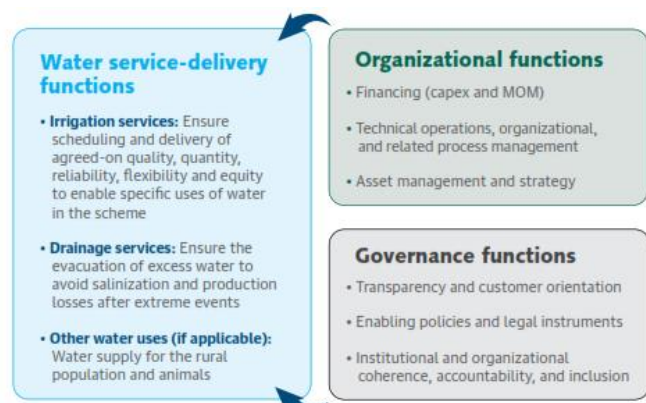 Water service-delivery
functions
• Irrigation services: Ensure
scheduling and delivery of
agreed-on quality, quantity,
reliability, flexibility and equity
to enable specific uses of water
in the scheme
• Drainage services: Ensure the
evacuation of excess water to
avoid salinization and production
losses after extreme events
• Other water uses (if applicable):
Water supply for the rural
population and animals
Organizational functions
• Financing (capex and MOM)
• Technical operations, organizational,
and related process management
• Asset management and strategy
Governance functions
• Transparency and customer orientation
• Enabling policies and legal instruments
• Institutional and organizational
coherence, accountability, and inclusion